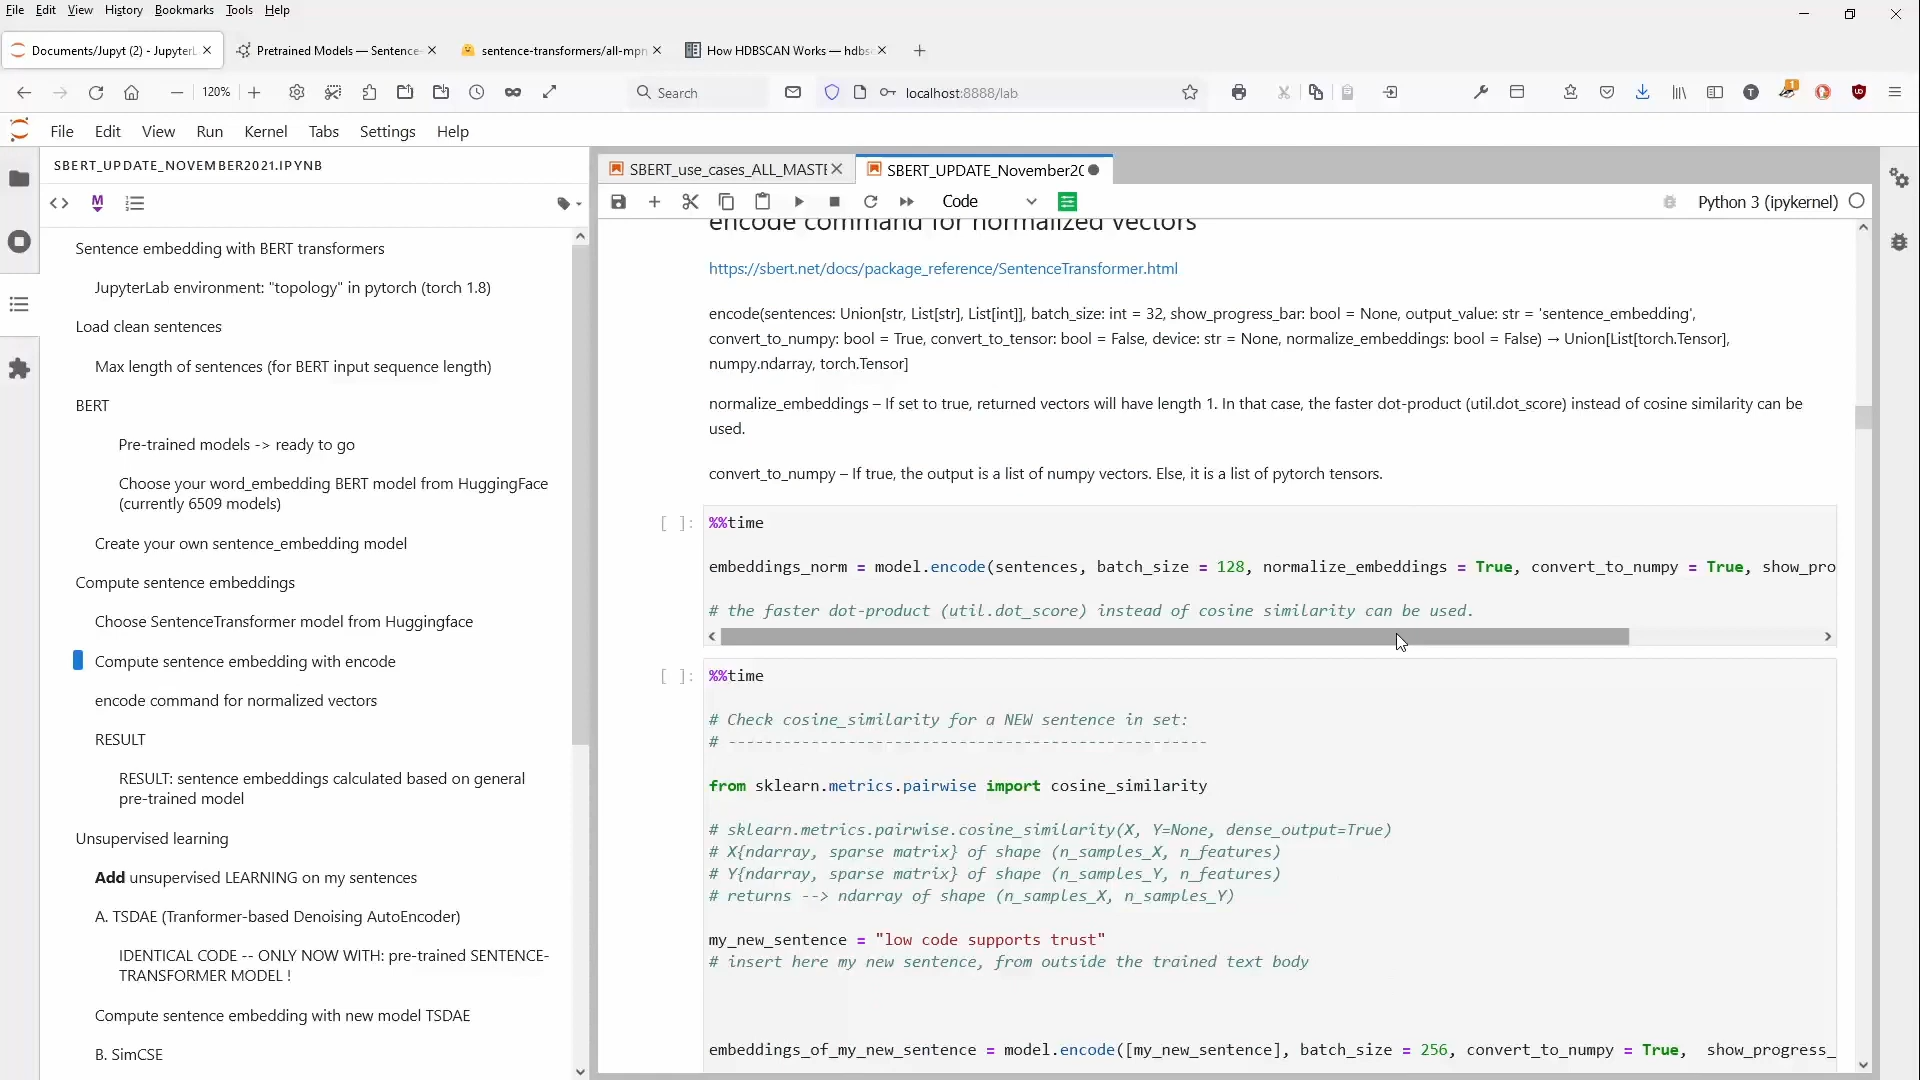 File Edit View History Bookmarks Tools Help
Documents/Jupyt (2) - JupyterL
Pretrained Models — Sentence-
sentence-transformers/all-mpn
How HDBSCAN Works — hdbs
120%
Search
localhost:8888/lab
File Edit View Run Kernel Tabs Settings Help
SBERT_UPDATE_NOVEMBER2021.IPYNB
Sentence embedding with BERT transformers
JupyterLab environment: "topology" in pytorch (torch 1.8)
Load clean sentences
Max length of sentences (for BERT input sequence length)
BERT
Pre-trained models -> ready to go
Choose your word_embedding BERT model from HuggingFace
(currently 6509 models)
Create your own sentence_embedding model
Compute sentence embeddings
Choose SentenceTransformer model from Huggingface
Compute sentence embedding with encode
encode command for normalized vectors
RESULT
RESULT: sentence embeddings calculated based on general
pre-trained model
Unsupervised learning
Add unsupervised LEARNING on my sentences
A. TSDAE (Tranformer-based Denoising AutoEncoder)
IDENTICAL CODE -- ONLY NOW WITH: pre-trained SENTENCE-
TRANSFORMER MODEL !
Compute sentence embedding with new model TSDAE
B. SimCSE
SBERT_use_cases_ALL_MASTE
SBERT_UPDATE_November20
Code
Python 3 (ipykernel)
encode command for normalized vectors
https://sbert.net/docs/package_reference/SentenceTransformer.html
encode(sentences: Union[str, List[str], List[int]], batch_size: int = 32, show_progress_bar: bool = None, output_value: str = 'sentence_embedding',
convert_to_numpy: bool = True, convert_to_tensor: bool = False, device: str = None, normalize_embeddings: bool = False) → Union[List[torch.Tensor],
numpy.ndarray, torch.Tensor]
normalize_embeddings – If set to true, returned vectors will have length 1. In that case, the faster dot-product (util.dot_score) instead of cosine similarity can be
used.
convert_to_numpy – If true, the output is a list of numpy vectors. Else, it is a list of pytorch tensors.
[ ]: %%time
embeddings_norm = model.encode(sentences, batch_size = 128, normalize_embeddings = True, convert_to_numpy = True, show_pro
# the faster dot-product (util.dot_score) instead of cosine similarity can be used.
[ ]: %%time
# Check cosine_similarity for a NEW sentence in set:
# ----------------------------------------------------
from sklearn.metrics.pairwise import cosine_similarity
# sklearn.metrics.pairwise.cosine_similarity(X, Y=None, dense_output=True)
# X{ndarray, sparse matrix} of shape (n_samples_X, n_features)
# Y{ndarray, sparse matrix} of shape (n_samples_Y, n_features)
# returns --> ndarray of shape (n_samples_X, n_samples_Y)
my_new_sentence = "low code supports trust"
# insert here my new sentence, from outside the trained text body
embeddings_of_my_new_sentence = model.encode([my_new_sentence], batch_size = 256, convert_to_numpy = True, show_progress_